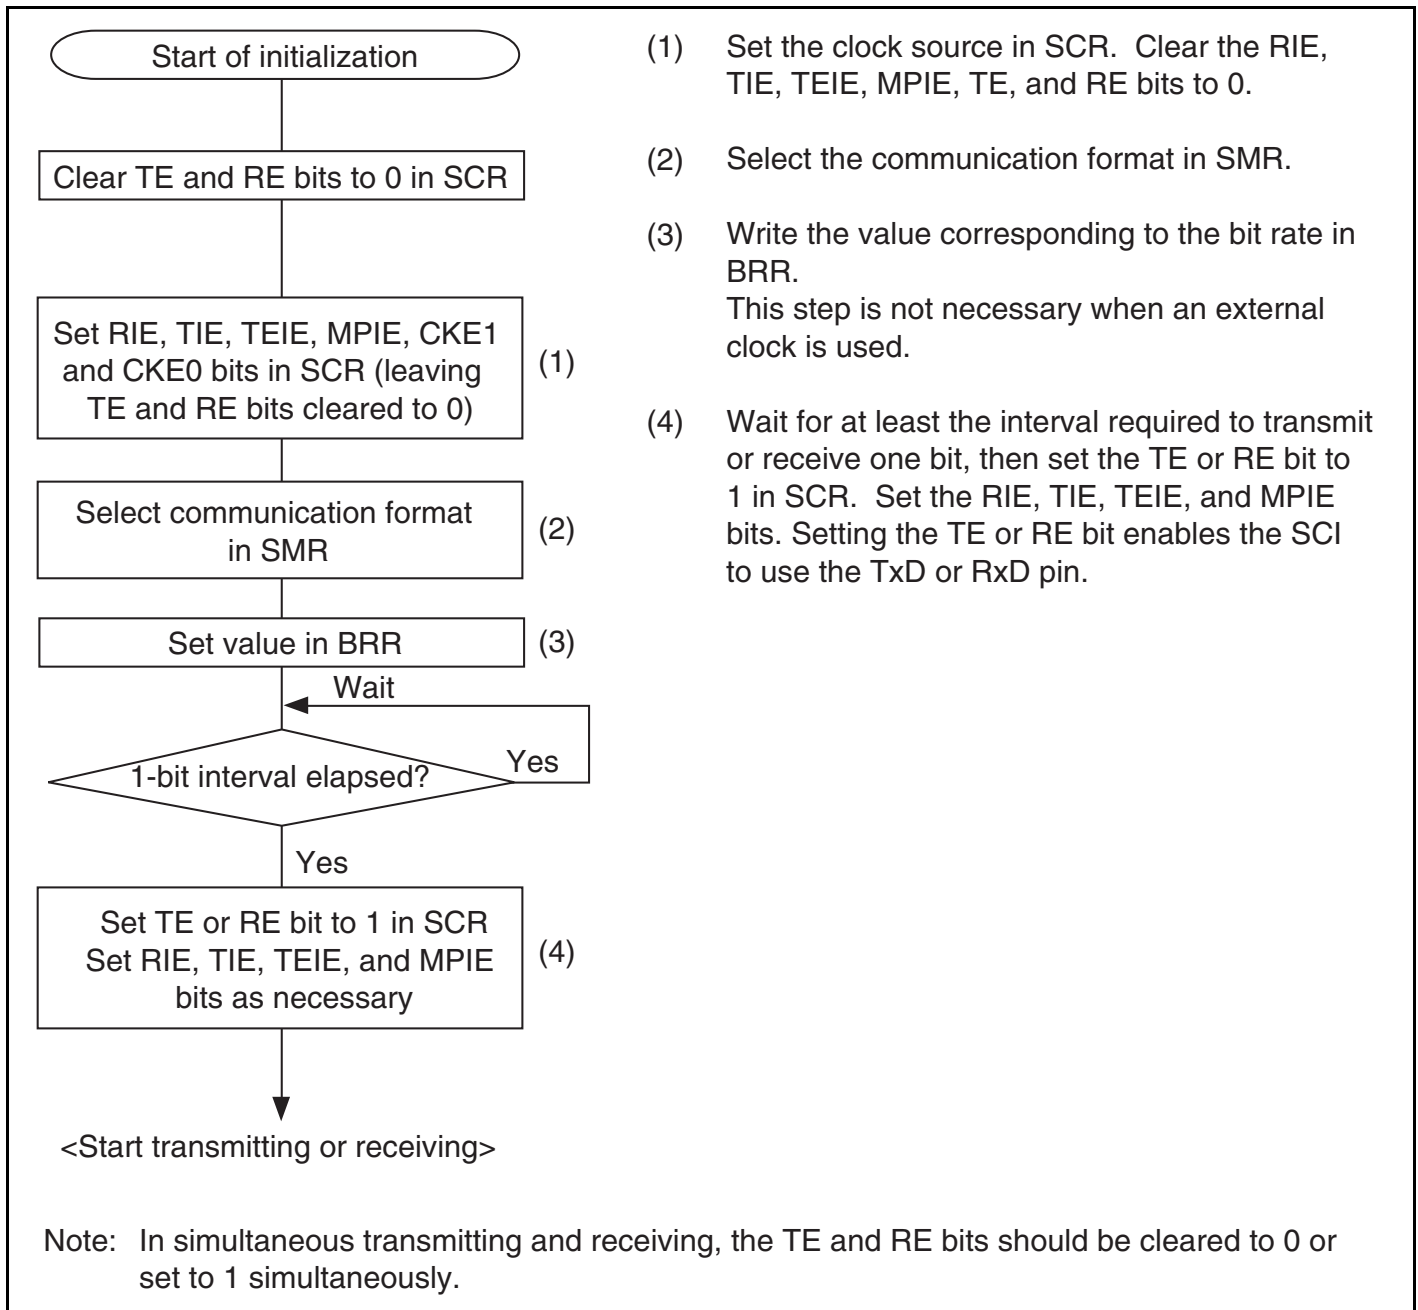 Start of initialization
Clear TE and RE bits to 0 in SCR
Set RIE, TIE, TEIE, MPIE, CKE1
and CKE0 bits in SCR (leaving
TE and RE bits cleared to 0)
(1)
Select communication format
in SMR
(2)
Set value in BRR
(3)
Wait
1-bit interval elapsed?
Yes
Yes
Set TE or RE bit to 1 in SCR
Set RIE, TIE, TEIE, and MPIE
bits as necessary
(4)
<Start transmitting or receiving>
(1) Set the clock source in SCR. Clear the RIE,
TIE, TEIE, MPIE, TE, and RE bits to 0.
(2) Select the communication format in SMR.
(3) Write the value corresponding to the bit rate in
BRR.
This step is not necessary when an external
clock is used.
(4) Wait for at least the interval required to transmit
or receive one bit, then set the TE or RE bit to
1 in SCR. Set the RIE, TIE, TEIE, and MPIE
bits. Setting the TE or RE bit enables the SCI
to use the TxD or RxD pin.
Note: In simultaneous transmitting and receiving, the TE and RE bits should be cleared to 0 or
set to 1 simultaneously.